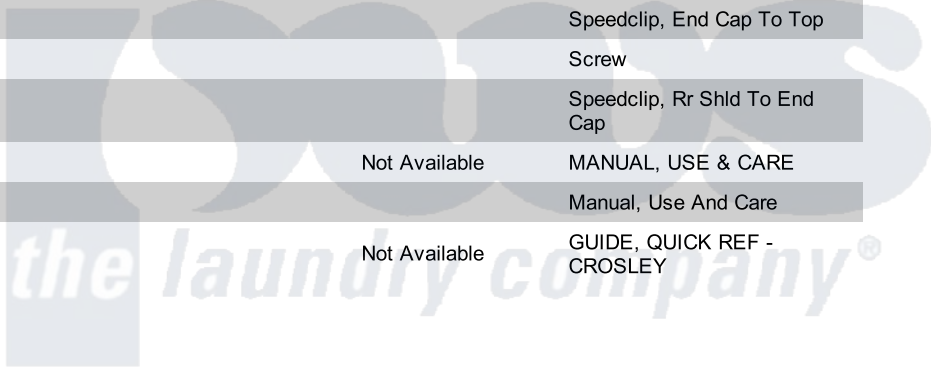 Speedclip, End Cap To Top
Screw
Speedclip, Rr Shld To End
Cap
Not Available MANUAL, USE & CARE
Manual, Use And Care
Not Available GUIDE, QUICK REF -
CROSLEY
the laundry company®